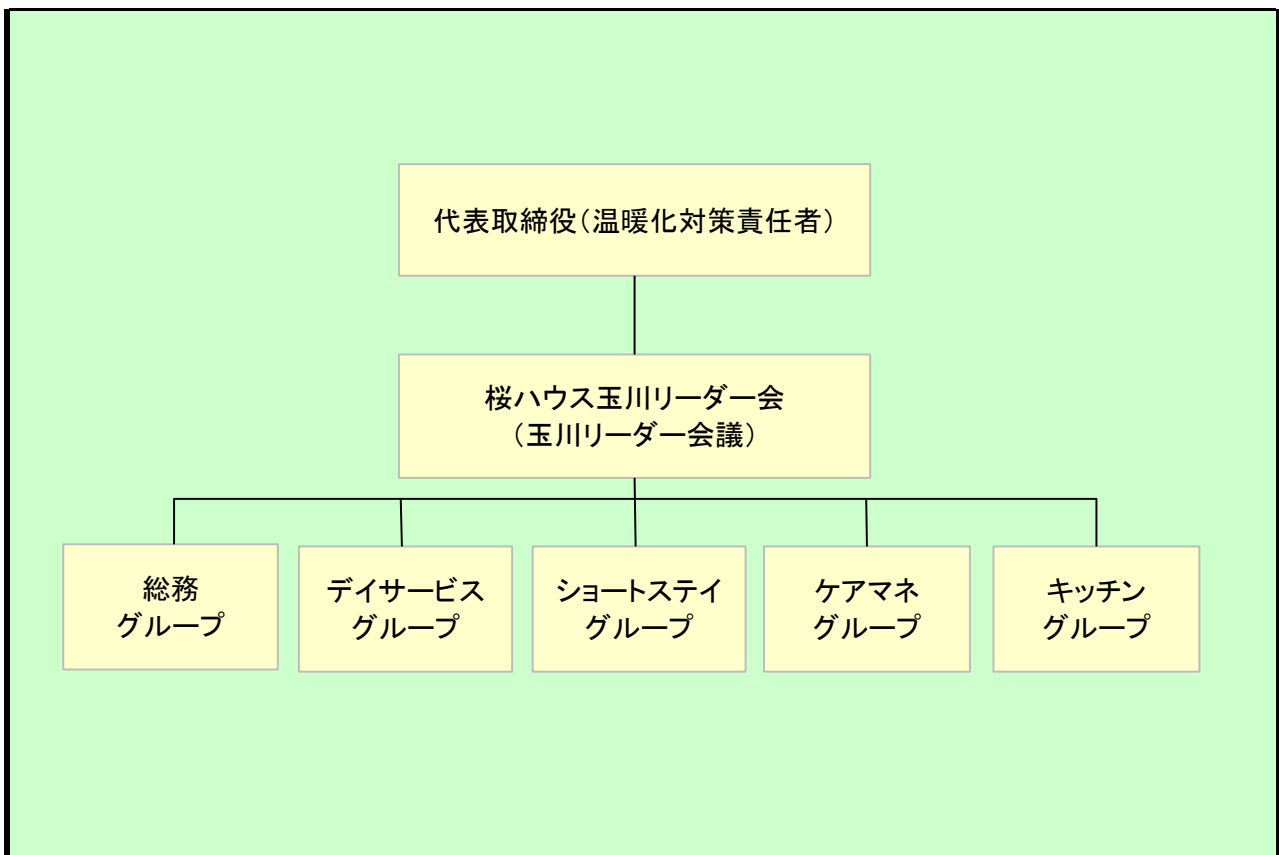 代表取締役（温暖化対策責任者）
桜ハウス玉川リーダー会
（玉川リーダー会議）
総務
グループ
デイサービス
グループ
ショートステイ
グループ
ケアマネ
グループ
キッチン
グループ